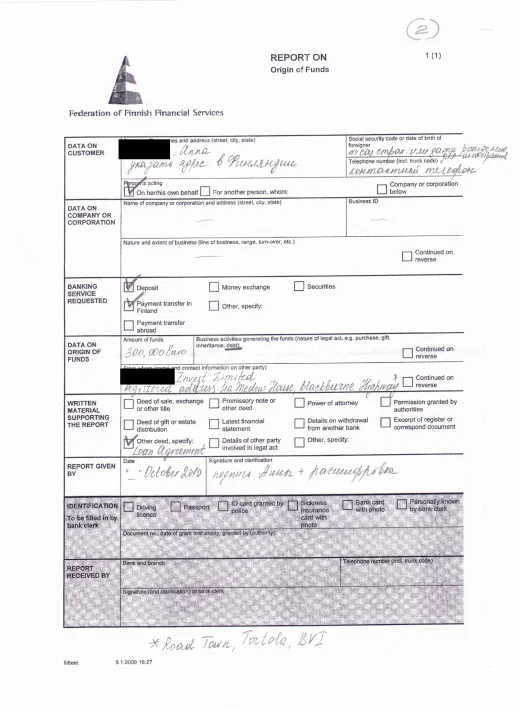 2
REPORT ON
Origin of Funds
1 (1)
Federation of Finnish Financial Services
DATA ON CUSTOMER
es and address (street, city, state)
, Анна
указать адрес в Финляндии
Social security code or date of birth of foreigner
Telephone number (incl. trunk code)
контактный телефон
Person is acting
On her/his own behalf
For another person, whom:
Company or corporation below
DATA ON COMPANY OR CORPORATION
Name of company or corporation and address (street, city, state)
Business ID
Nature and extent of business (line of business, range, turn-over, etc.)
Continued on reverse
BANKING SERVICE REQUESTED
Deposit
Money exchange
Securities
Payment transfer in Finland
Other, specify:
Payment transfer abroad
DATA ON ORIGIN OF FUNDS
Amount of funds
300,000 Euro
Business activities generating the funds (nature of legal act, e.g. purchase, gift, inheritance, debt)
Continued on reverse
and contact information on other party)
Invest Limited
Registered address:
House, Blackburne Highway
*
Continued on reverse
WRITTEN MATERIAL SUPPORTING THE REPORT
Deed of sale, exchange or other title
Promissory note or other deed
Power of attorney
Permission granted by authorities
Deed of gift or estate distribution
Latest financial statement
Details on withdrawal from another bank
Excerpt of register or correspond document
Other deed, specify:
Loan agreement
Details of other party involved in legal act
Other, specify:
REPORT GIVEN BY
Date
" - " October 2010
Signature and clarification
подпись Анны + расшифровка
IDENTIFICATION
To be filled in by bank clerk
Driving licence
Passport
ID card granted by police
Sickness insurance card with photo
Bank card with photo
Personally known by bank clerk
Document no., date of grant and expiry, granted by (authority)
REPORT RECEIVED BY
Bank and branch
Telephone number (incl. trunk code)
Signature (and clarification) of bank clerk
* Road Town, Tortola, BVI
liitteet
9.1.2009 16:27